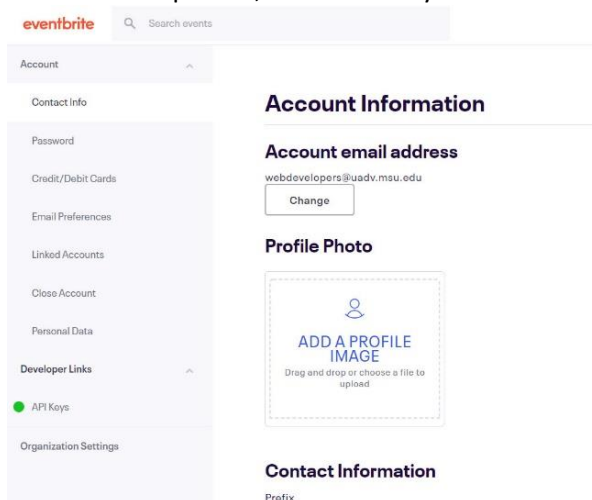 eventbrite
Search events
Account
Contact Info
Password
Credit/Debit Cards
Email Preferences
Linked Accounts
Close Account
Personal Data
Developer Links
API Keys
Organization Settings
Account Information
Account email address
webdevelopers@uadv.msu.edu
Change
Profile Photo
ADD A PROFILE
IMAGE
Drag and drop or choose a file to
upload
Contact Information
Prefix